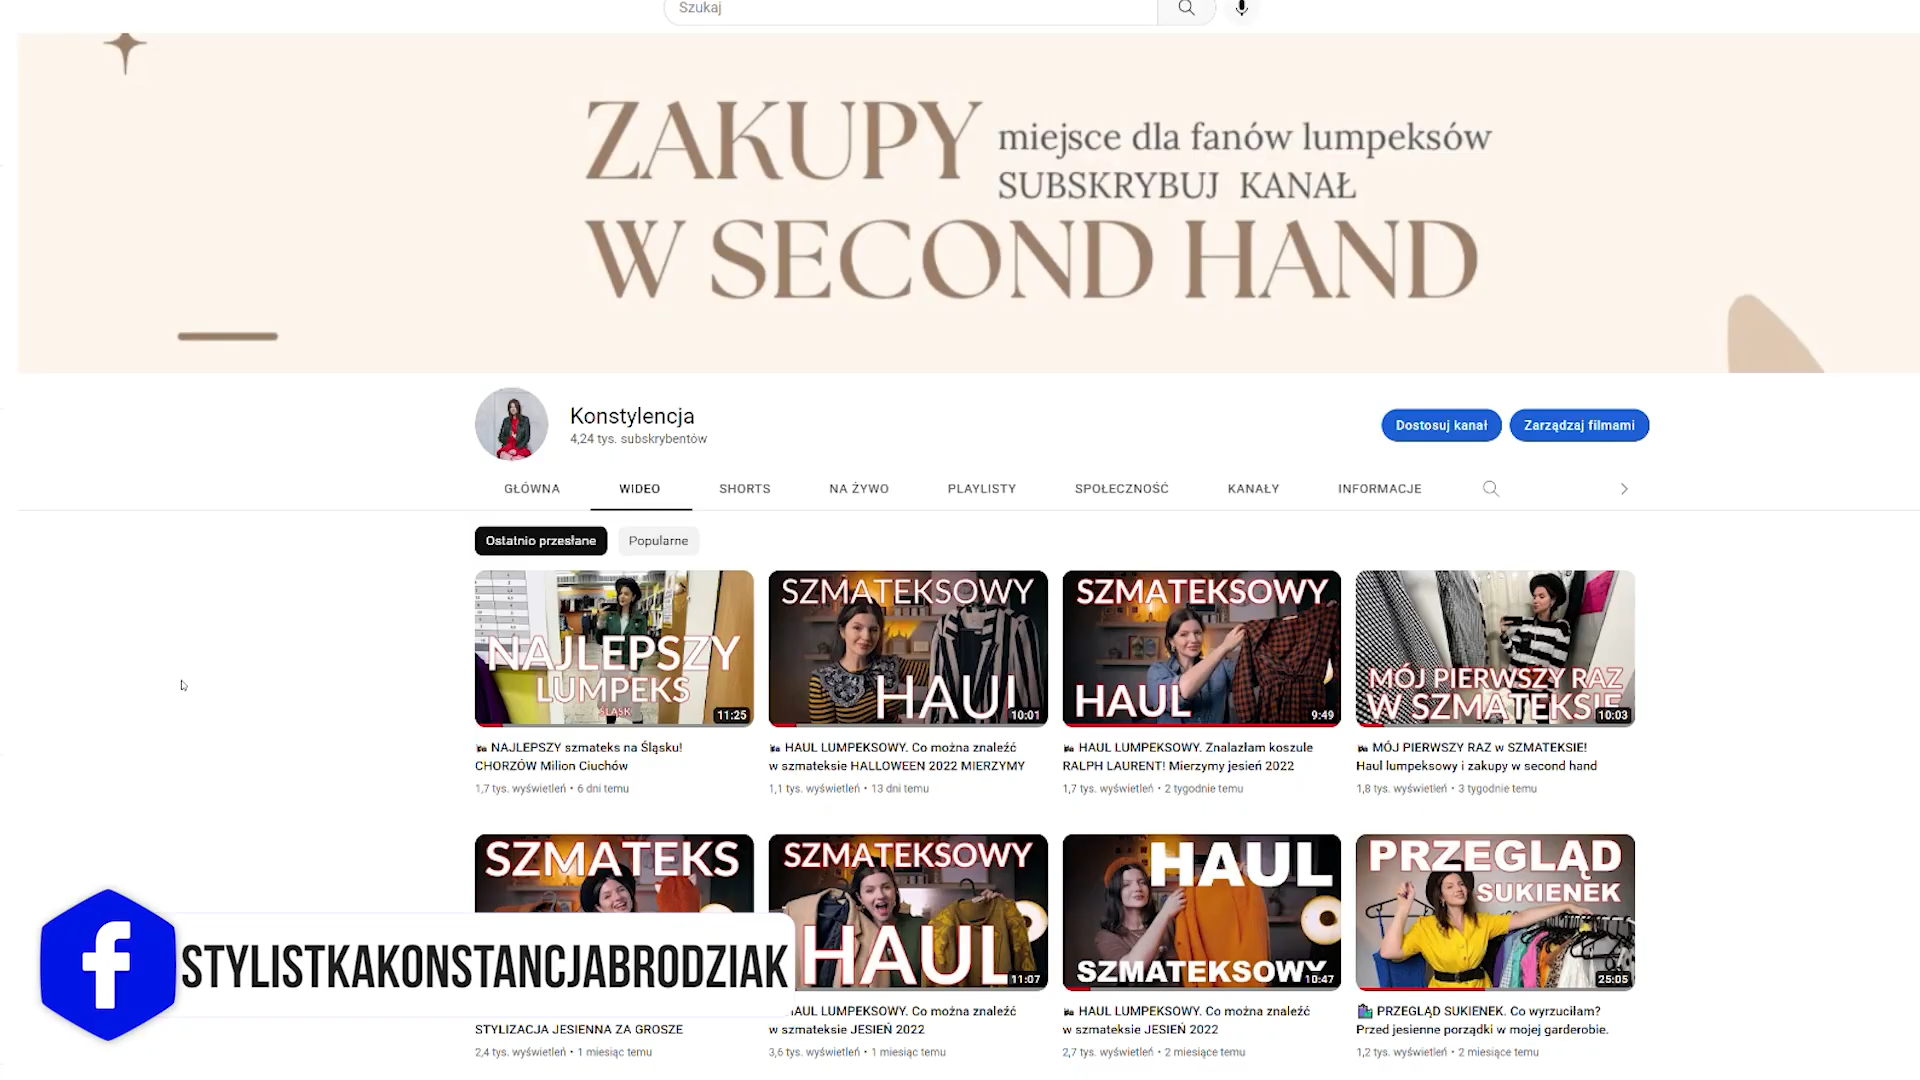 Szukaj
ZAKUPY
miejsce dla fanów lumpeksów
SUBSKRYBUJ KANAŁ
W SECOND HAND
Konstylencja
4,24 tys. subskrybentów
Dostosuj kanał
Zarządzaj filmami
GŁÓWNA
WIDEO
SHORTS
NA ŻYWO
PLAYLISTY
SPOŁECZNOŚĆ
KANAŁY
INFORMACJE
Ostatnio przesłane
Popularne
NAJLEPSZY
LUMPEKS
ŚLĄSK
11:25
NAJLEPSZY szmateks na Śląsku!
CHORZÓW Milion Ciuchów
1,7 tys. wyświetleń • 6 dni temu
SZMATEKSOWY
HAUL
10:01
HAUL LUMPEKSOWY. Co można znaleźć
w szmateksie HALLOWEEN 2022 MIERZYMY
1,1 tys. wyświetleń • 13 dni temu
SZMATEKSOWY
HAUL
9:49
HAUL LUMPEKSOWY. Znalazłam koszule
RALPH LAURENT! Mierzymy jesień 2022
1,7 tys. wyświetleń • 2 tygodnie temu
MÓJ PIERWSZY RAZ
W SZMATEKSIE
10:03
MÓJ PIERWSZY RAZ w SZMATEKSIE!
Haul lumpeksowy i zakupy w second hand
1,8 tys. wyświetleń • 3 tygodnie temu
SZMATEKS
STYLIZACJA JESIENNA ZA GROSZE
2,4 tys. wyświetleń • 1 miesiąc temu
SZMATEKSOWY
HAUL
11:07
HAUL LUMPEKSOWY. Co można znaleźć
w szmateksie JESIEŃ 2022
3,6 tys. wyświetleń • 1 miesiąc temu
HAUL
SZMATEKSOWY
10:47
HAUL LUMPEKSOWY. Co można znaleźć
w szmateksie JESIEŃ 2022
2,7 tys. wyświetleń • 2 miesiące temu
PRZEGLĄD
SUKIENEK
25:05
PRZEGLĄD SUKIENEK. Co wyrzuciłam?
Przed jesienne porządki w mojej garderobie.
1,2 tys. wyświetleń • 2 miesiące temu
f
STYLISTKAKONSTANCJABRODZIAK